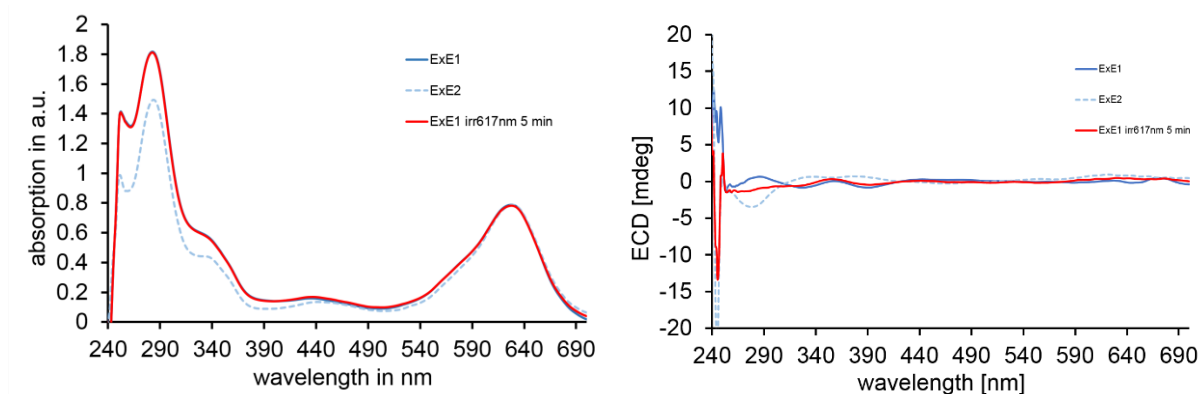 absorption in a.u.
2
1.8
1.6
1.4
1.2
1
0.8
0.6
0.4
0.2
0
240 290 340 390 440 490 540 590 640 690
wavelength in nm
ExE1
ExE2
ExE1 irr617nm 5 min
ECD [mdeg]
20
15
10
5
0
-5
-10
-15
-20
240 290 340 390 440 490 540 590 640 690
wavelength [nm]
ExE1
ExE2
ExE1 irr617nm 5 min